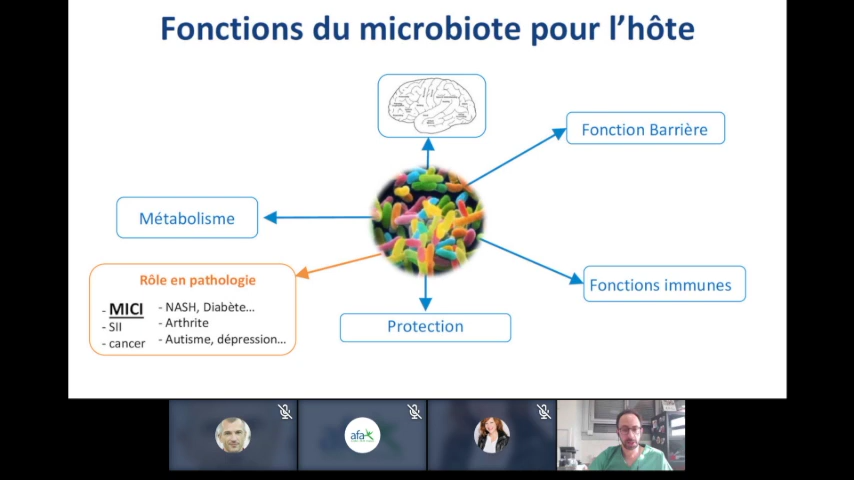 Fonctions du microbiote pour l'hôte
Fonction Barrière
Métabolisme
Rôle en pathologie
- MICI
- SII
- cancer
- NASH, Diabète...
- Arthrite
- Autisme, dépression...
Fonctions immunes
Protection
afa